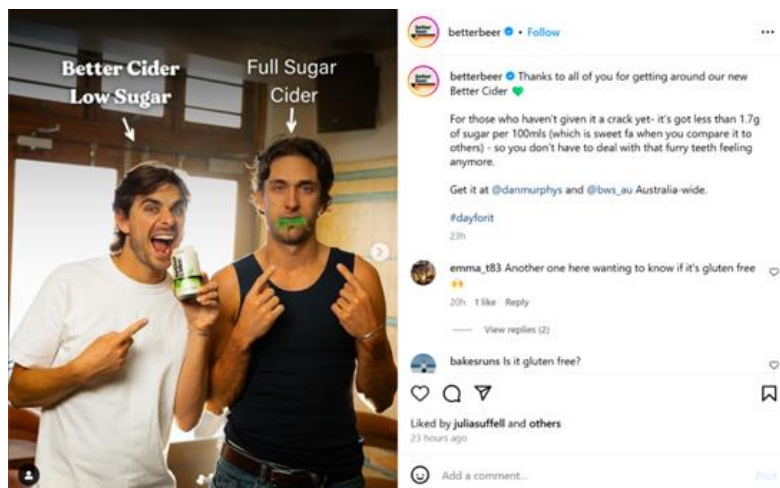 Better Cider
Low Sugar
Full Sugar
Cider
betterbeer • Follow
betterbeer Thanks to all of you for getting around our new
Better Cider 💚
For those who haven't given it a crack yet- it's got less than 1.7g
of sugar per 100mls (which is sweet fa when you compare it to
others) - so you don't have to deal with that furry teeth feeling
anymore.
Get it at @danmurphys and @bws_au Australia-wide.
#dayforit
23h
emma_t83 Another one here wanting to know if it's gluten free
🙌
20h 1 like Reply
View replies (2)
bakesruns Is it gluten free?
Liked by juliasuffell and others
23 hours ago
Add a comment...
Post